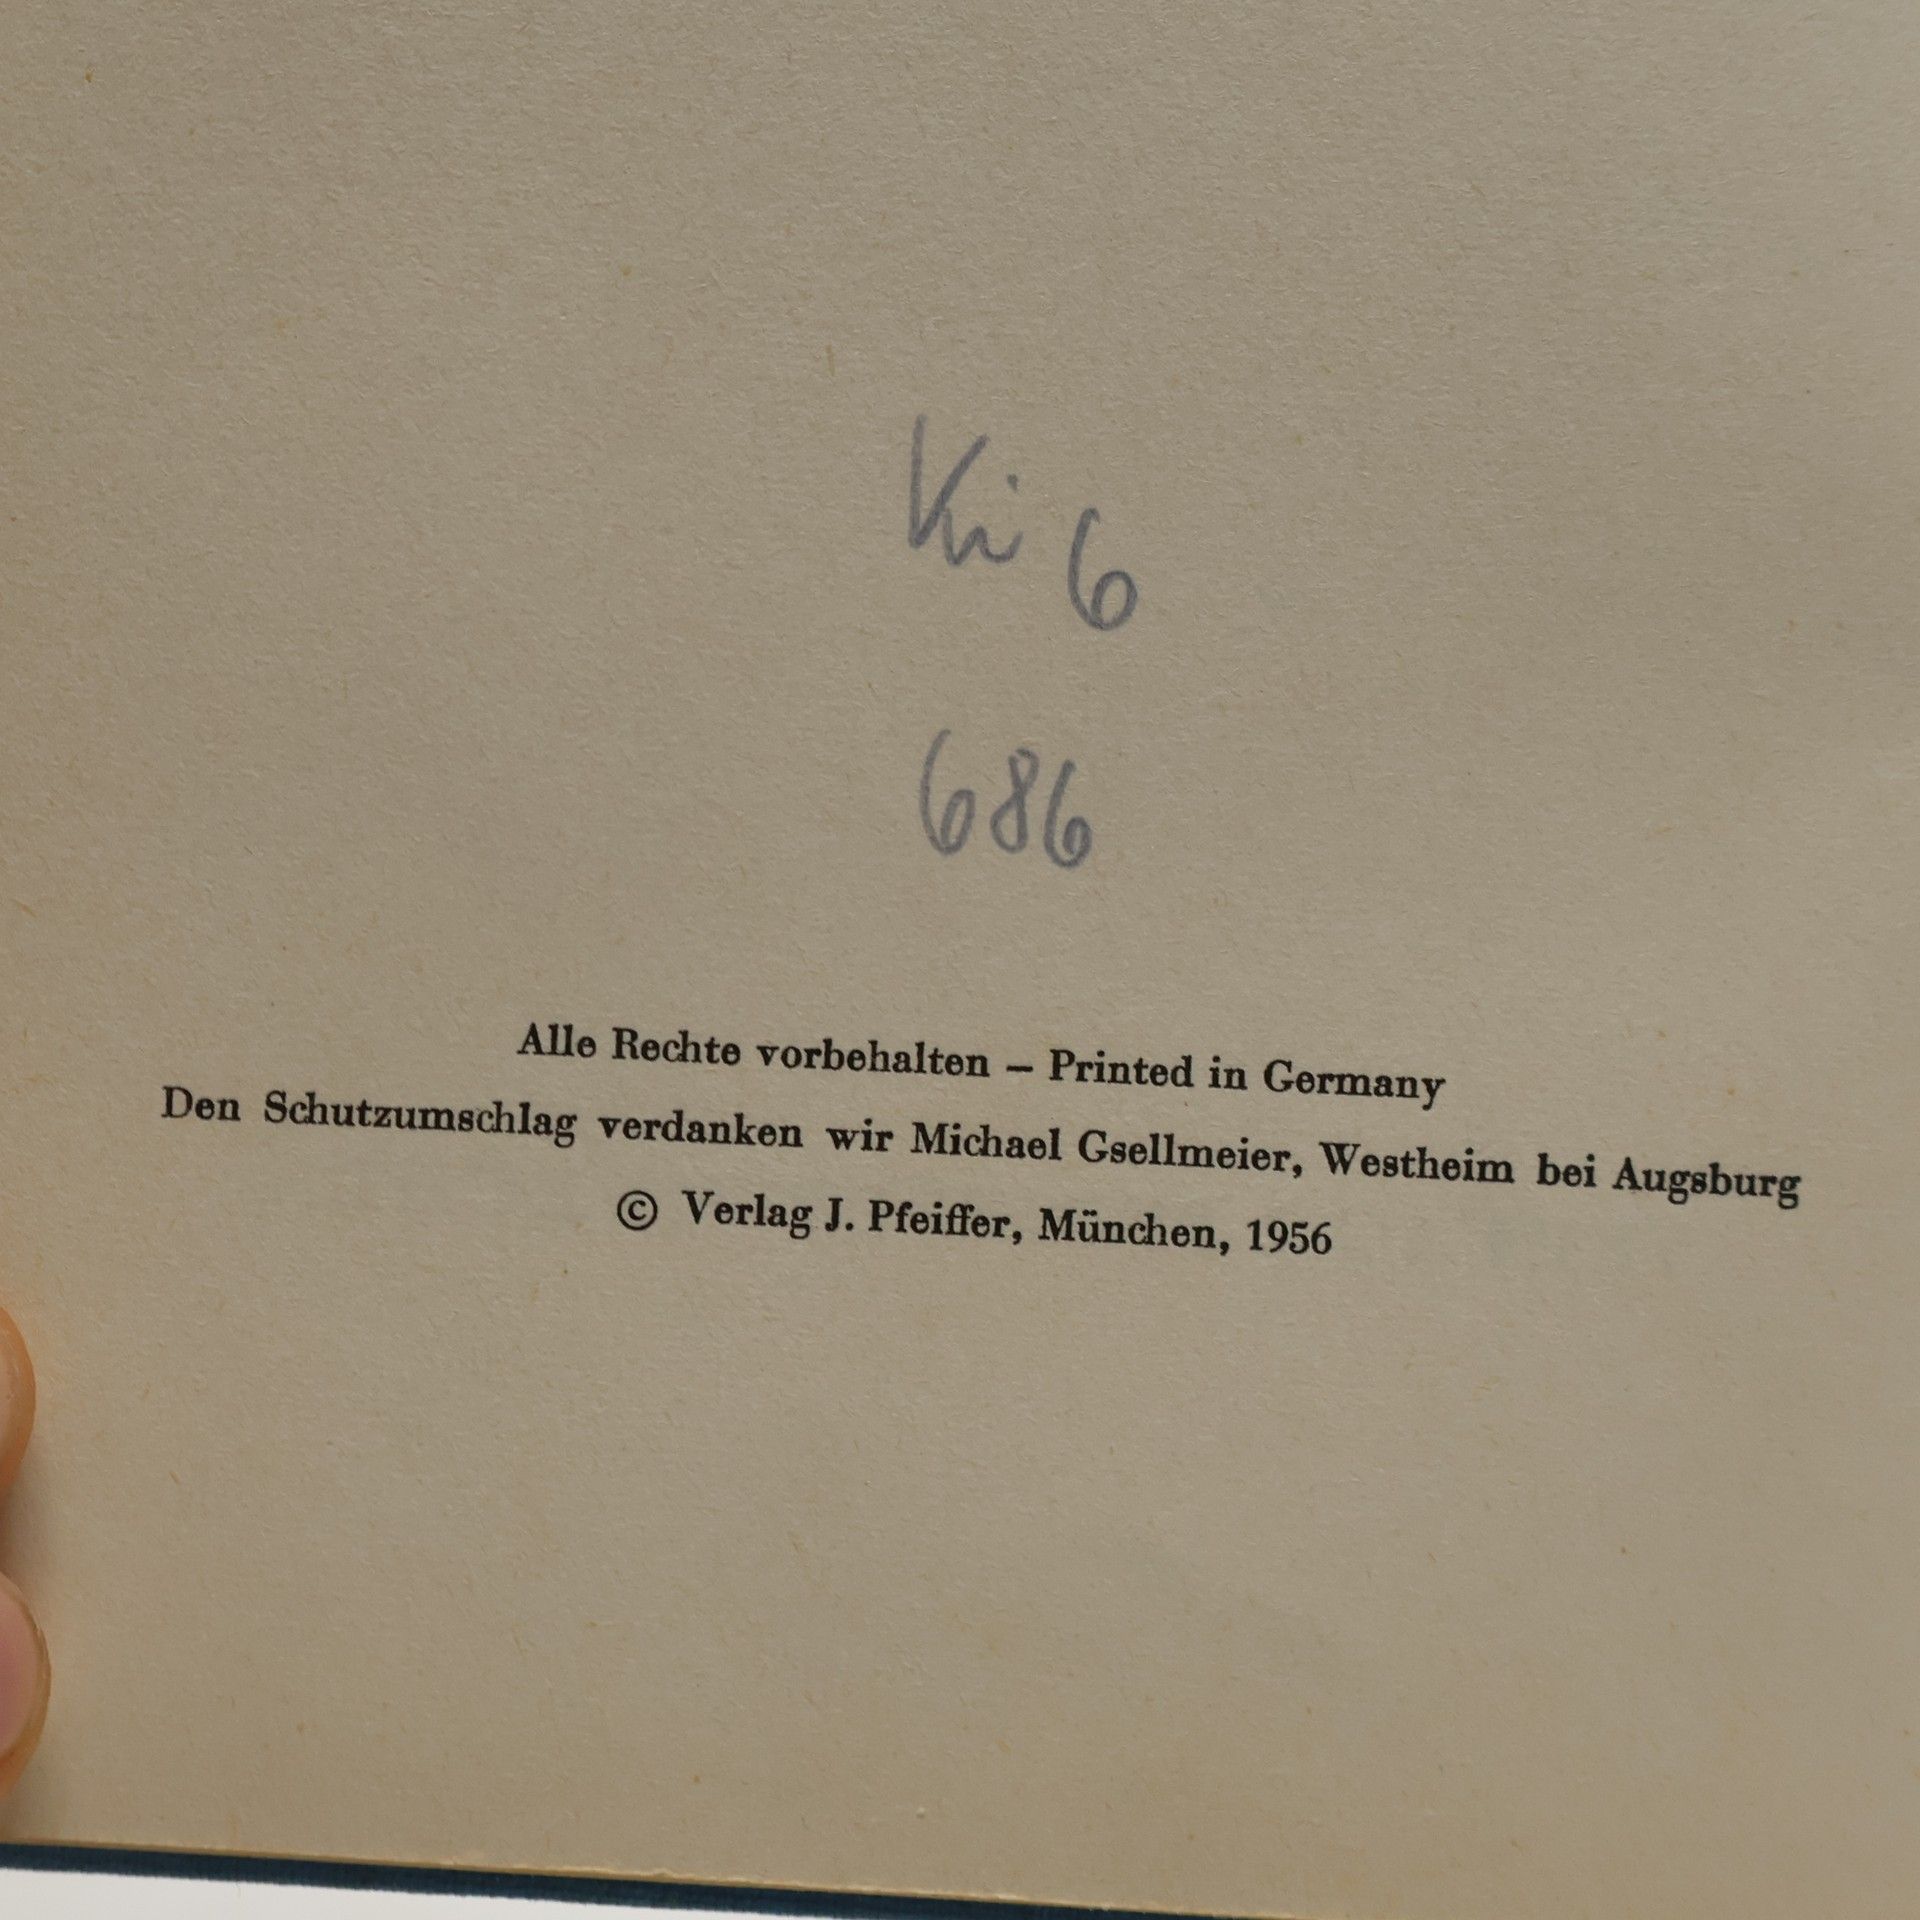 Ki 6
686
Alle Rechte vorbehalten – Printed in Germany
Den Schutzumschlag verdanken wir Michael Gsellmeier, Westheim bei Augsburg
© Verlag J. Pfeiffer, München, 1956